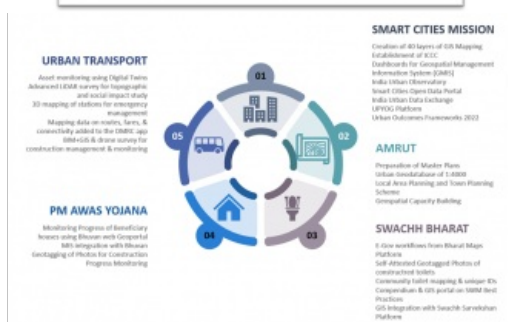 SMART CITIES MISSION
Creation of 40 layers of GIS Mapping
Establishment of ICCC
Dashboards for Geospatial Management
Information System (GMIS)
India Urban Observatory
Smart Cities Open Data Portal
India Urban Data Exchange
Platform
Urban Outcomes Frameworks 2022
URBAN TRANSPORT
Asset monitoring using Digital Twins
Advanced LiDAR survey for topographic
and social impact study
3D mapping of stations for emergency
management
Mapping data on routes, fares, &
connectivity added to the DMRC app
BIM+GIS & drone survey for
construction management & monitoring
01
02
03
04
05
AMRUT
Preparation of Master Plans
Urban Geodatabase of 1:4000
Local Area Planning and Town Planning
Scheme
Geospatial Capacity Building
PM AWAS YOJANA
Monitoring Progress of Beneficiary
houses using Bhuvan web Geoportal
MIS integration with Bhuvan
Geotagging of Photos for Construction
Progress Monitoring
SWACHH BHARAT
E-Gov workflows from Bharat Maps
Platform
Self-Attested Geotagged Photos of
constructed toilets
Community toilet mapping & unique IDs
Compendium & GIS portal on SWM Best
Practices
GIS integration with Swachh Survekshan
Platform